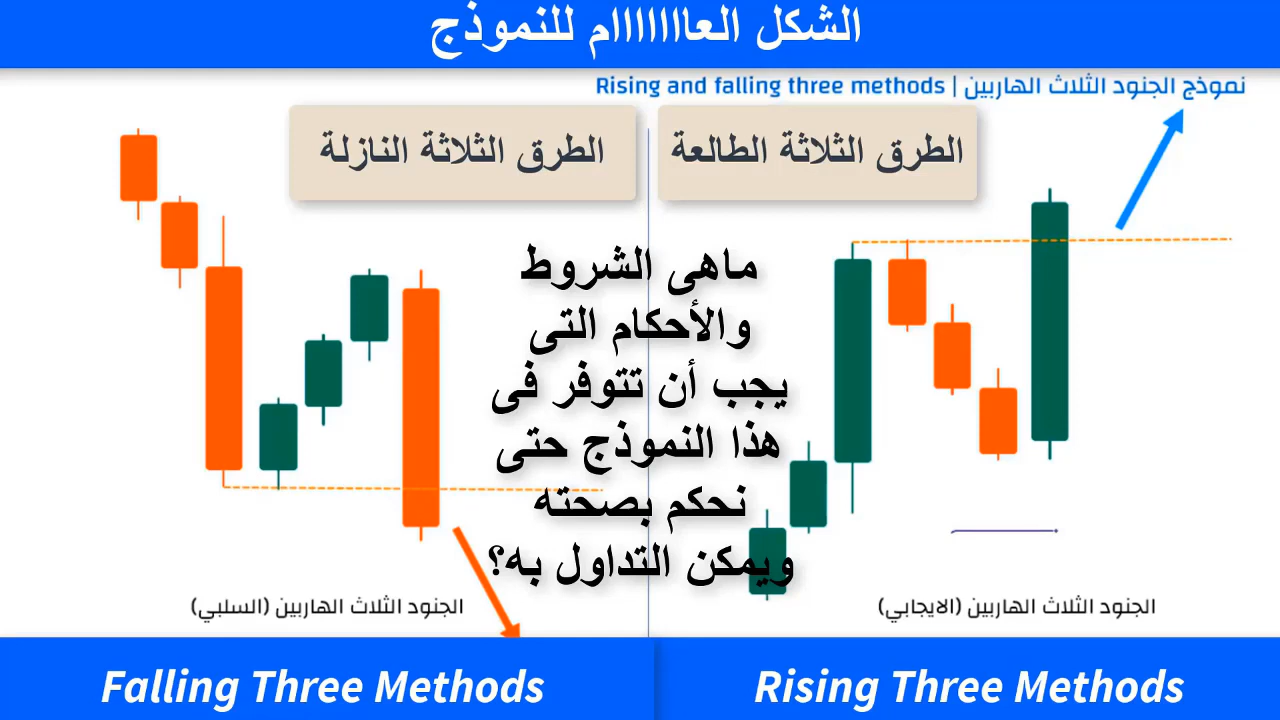 الشكل العاااااام للنموذج
نموذج الجنود الثلاث الهاربين | Rising and falling three methods
الطرق الثلاثة الطالعة
الطرق الثلاثة النازلة
ماهى الشروط
والأحكام التى
يجب أن تتوفر فى
هذا النموذج حتى
نحكم بصحته
ويمكن التداول به؟
الجنود الثلاث الهاربين (الايجابي)
الجنود الثلاث الهاربين (السلبي)
Falling Three Methods
Rising Three Methods